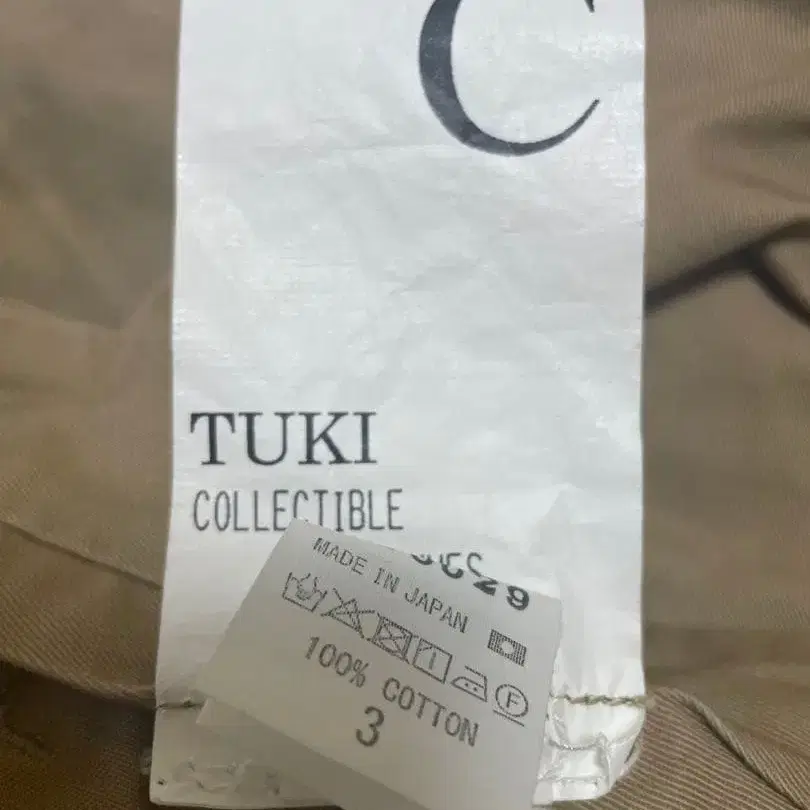 C
TUKI
COLLECTIBLE
MADE IN JAPAN
100% COTTON
3